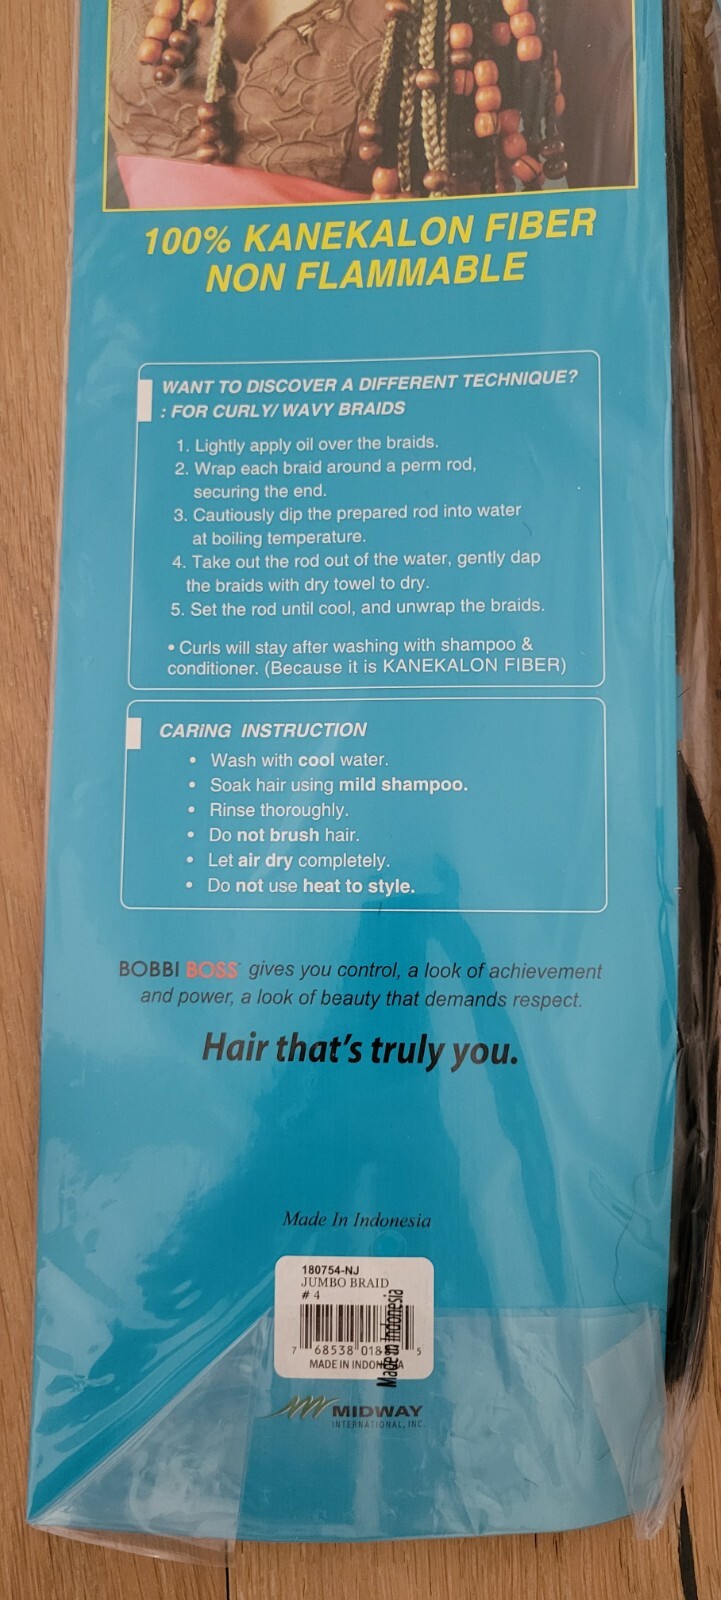 100% KANEKALON FIBER
NON FLAMMABLE
WANT TO DISCOVER A DIFFERENT TECHNIQUE?
: FOR CURLY/ WAVY BRAIDS
1. Lightly apply oil over the braids.
2. Wrap each braid around a perm rod,
securing the end.
3. Cautiously dip the prepared rod into water
at boiling temperature.
4. Take out the rod out of the water, gently dap
the braids with dry towel to dry.
5. Set the rod until cool, and unwrap the braids.
• Curls will stay after washing with shampoo &
conditioner. (Because it is KANEKALON FIBER)
CARiNG INSTRUCTION
• Wash with cool water.
• Soak hair using mild shampoo.
• Rinse thoroughly.
• Do not brush hair.
• Let air dry completely.
• Do not use heat to style.
BOBBI BOSS gives you control, a look of achievement
and power, a look of beauty that demands respect.
Hair that's truly you.
Made In Indonesia
180754-NJ
JUMBO BRAID
# 4
7 68538 018 5
MADE IN INDONESIA
Made in Indonesia
MIDWAY
INTERNATIONAL, INC.